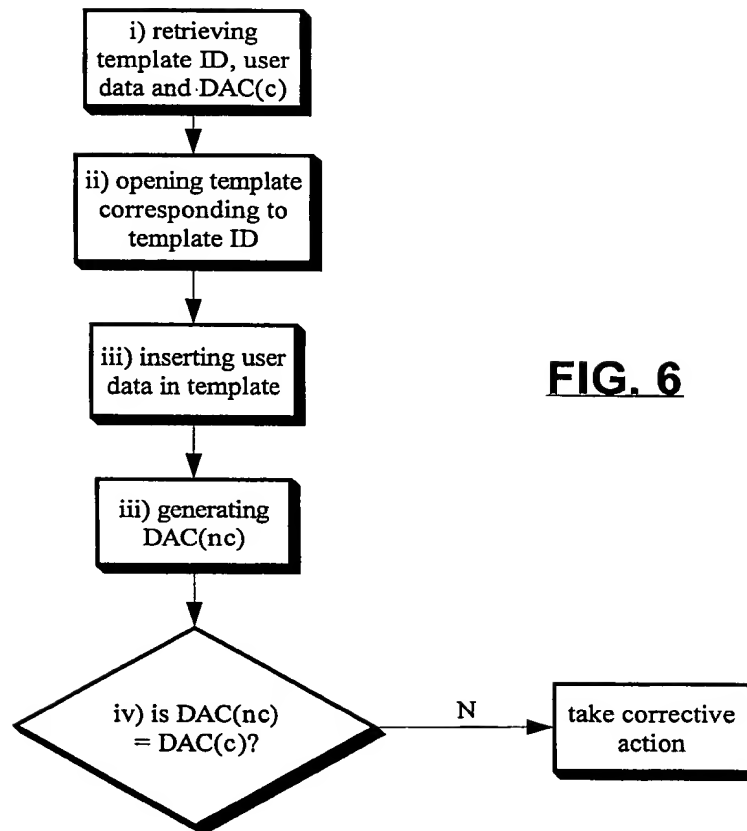 i) retrieving
template ID, user
data and DAC(c)
ii) opening template
corresponding to
template ID
iii) inserting user
data in template
FIG. 6
iii) generating
DAC(nc)
iv) is DAC(nc)
= DAC(c)?
N
take corrective
action